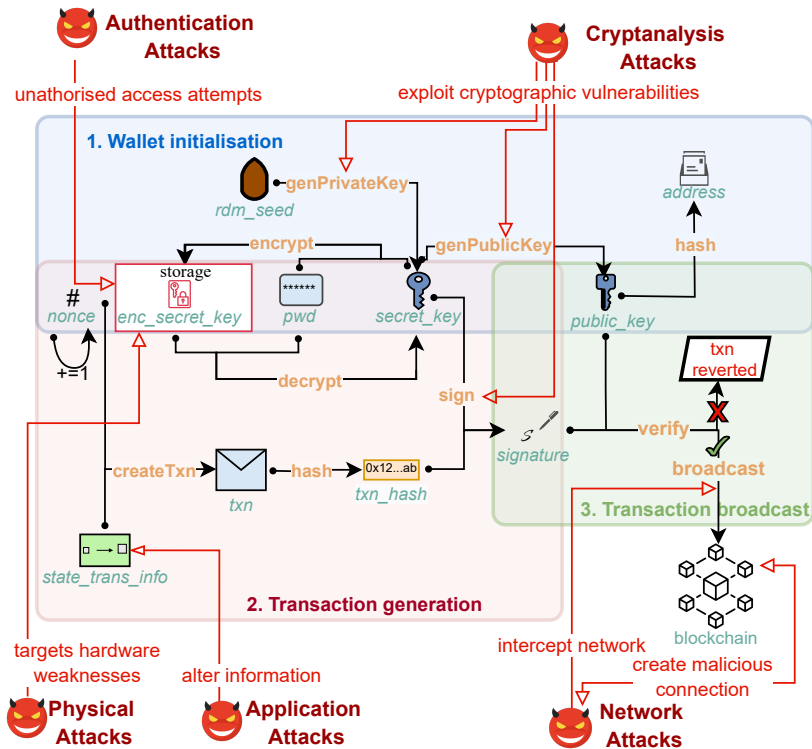 Authentication
Attacks
Cryptanalysis
Attacks
unathorised access attempts
exploit cryptographic vulnerabilities
1. Wallet initialisation
genPrivateKey
rdm_seed
address
encrypt
genPublicKey
hash
storage
#
nonce
enc_secret_key
******
pwd
secret_key
public_key
+=1
decrypt
sign
txn
reverted
signature
verify
createTxn
txn
hash
0x12...ab
txn_hash
broadcast
3. Transaction broadcast
state_trans_info
2. Transaction generation
blockchain
targets hardware
weaknesses
alter information
intercept network
create malicious
connection
Physical
Attacks
Application
Attacks
Network
Attacks